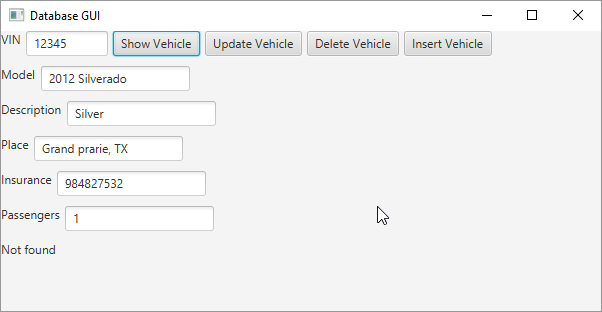 Database GUI
VIN 12345 Show Vehicle Update Vehicle Delete Vehicle Insert Vehicle
Model 2012 Silverado
Description Silver
Place Grand prarie, TX
Insurance 984827532
Passengers 1
Not found